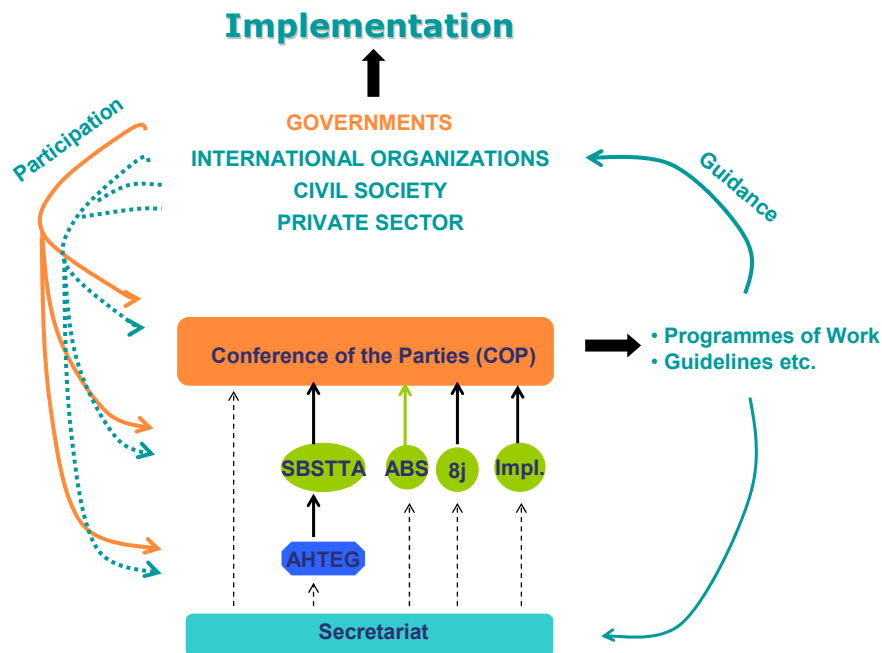 Implementation
Participation
GOVERNMENTS
INTERNATIONAL ORGANIZATIONS
CIVIL SOCIETY
PRIVATE SECTOR
Guidance
Conference of the Parties (COP)
• Programmes of Work
• Guidelines etc.
SBSTTA
ABS
8j
Impl.
AHTEG
Secretariat